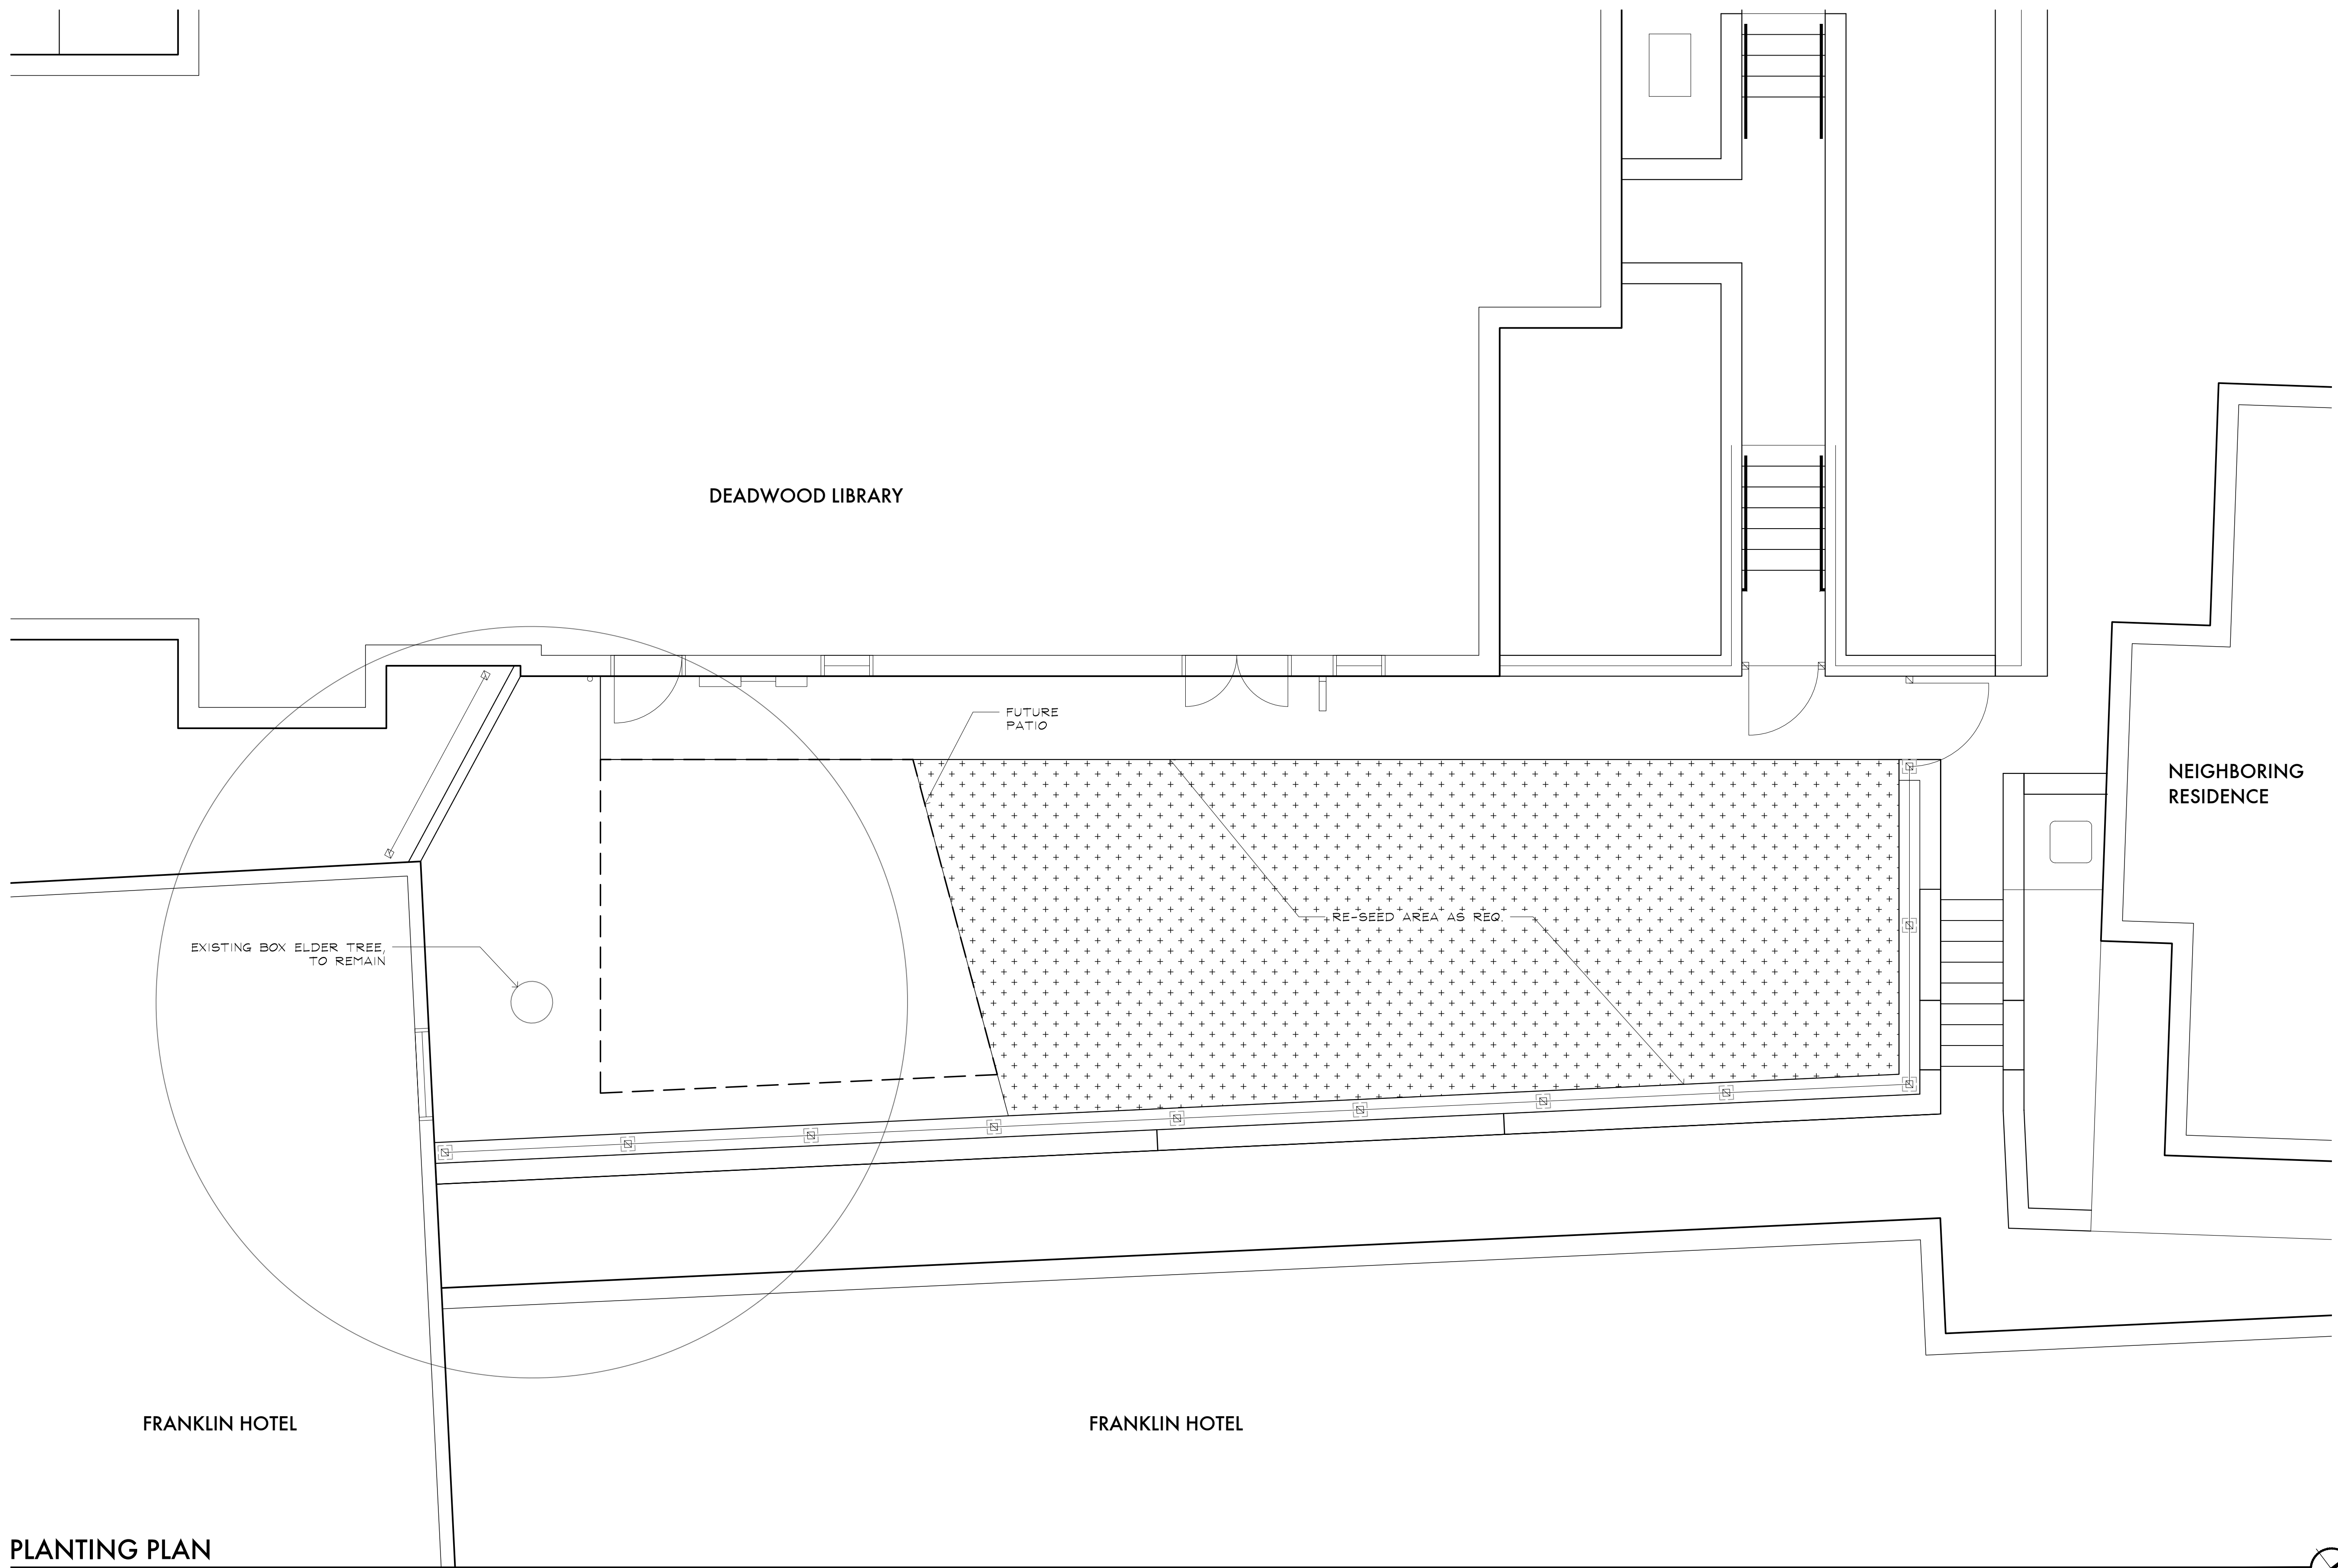 DEADWOOD LIBRARY
FUTURE
PATIO
NEIGHBORING
RESIDENCE
RE-SEED AREA AS REQ.
EXISTING BOX ELDER TREE,
TO REMAIN
FRANKLIN HOTEL
FRANKLIN HOTEL
PLANTING PLAN